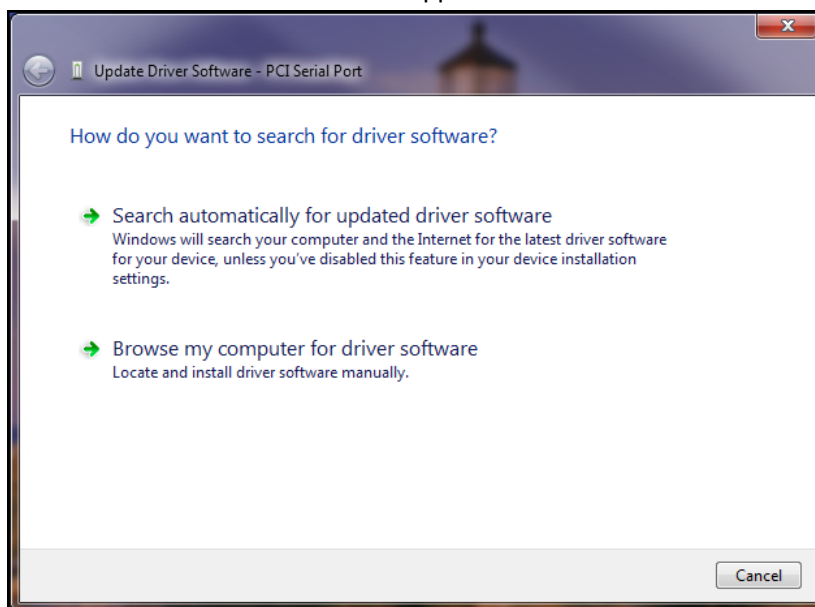 Update Driver Software - PCI Serial Port
How do you want to search for driver software?
Search automatically for updated driver software
Windows will search your computer and the Internet for the latest driver software
for your device, unless you've disabled this feature in your device installation
settings.
Browse my computer for driver software
Locate and install driver software manually.
Cancel